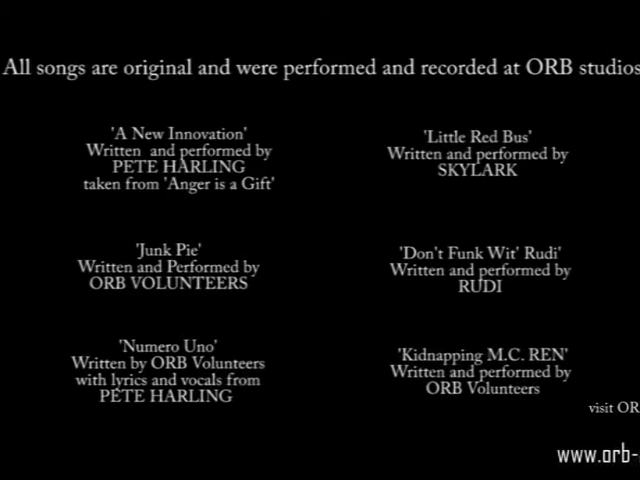 All songs are original and were performed and recorded at ORB studios
'A New Innovation'
Written and performed by
PETE HARLING
taken from 'Anger is a Gift'
'Little Red Bus'
Written and performed by
SKYLARK
'Junk Pie'
Written and Performed by
ORB VOLUNTEERS
'Don't Funk Wit' Rudi'
Written and performed by
RUDI
'Numero Uno'
Written by ORB Volunteers
with lyrics and vocals from
PETE HARLING
'Kidnapping M.C. REN'
Written and performed by
ORB Volunteers
visit OR
www.orb-